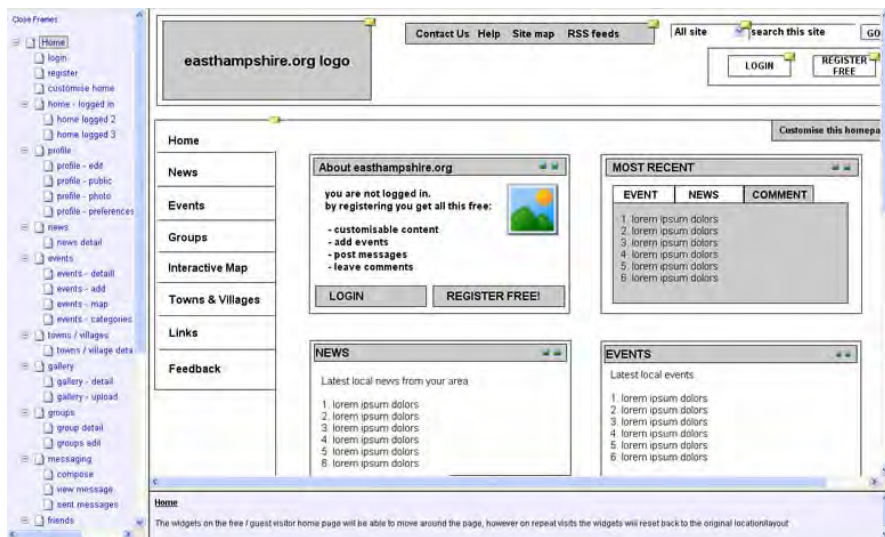 Close Frames
Home
login
register
customise home
home - logged in
home logged 2
home logged 3
profile
profile - edit
profile - public
profile - photo
profile - preferences
news
news detail
events
events - detaill
events - add
events - map
events - categories
towns / villages
towns / village deta
gallery
gallery - detail
gallery - upload
groups
group detail
groups edit
messaging
compose
view message
sent messages
friends
easthampshire.org logo
Contact Us Help Site map RSS feeds
All site
search this site
GO
LOGIN
REGISTER
FREE
Customise this homepa
Home
News
Events
Groups
Interactive Map
Towns & Villages
Links
Feedback
About easthampshire.org
you are not logged in.
by registering you get all this free:
- customisable content
- add events
- post messages
- leave comments
LOGIN
REGISTER FREE!
MOST RECENT
EVENT NEWS COMMENT
1. lorem ipsum dolors
2. lorem ipsum dolors
3. lorem ipsum dolors
4. lorem ipsum dolors
5. lorem ipsum dolors
6. lorem ipsum dolors
NEWS
Latest local news from your area
1. lorem ipsum dolors
2. lorem ipsum dolors
3. lorem ipsum dolors
4. lorem ipsum dolors
5. lorem ipsum dolors
6. lorem ipsum dolors
EVENTS
Latest local events
1. lorem ipsum dolors
2. lorem ipsum dolors
3. lorem ipsum dolors
4. lorem ipsum dolors
5. lorem ipsum dolors
6. lorem ipsum dolors
Home
The widgets on the free / guest visitor home page will be able to move around the page, however on repeat visits the widgets will reset back to the original location/layout